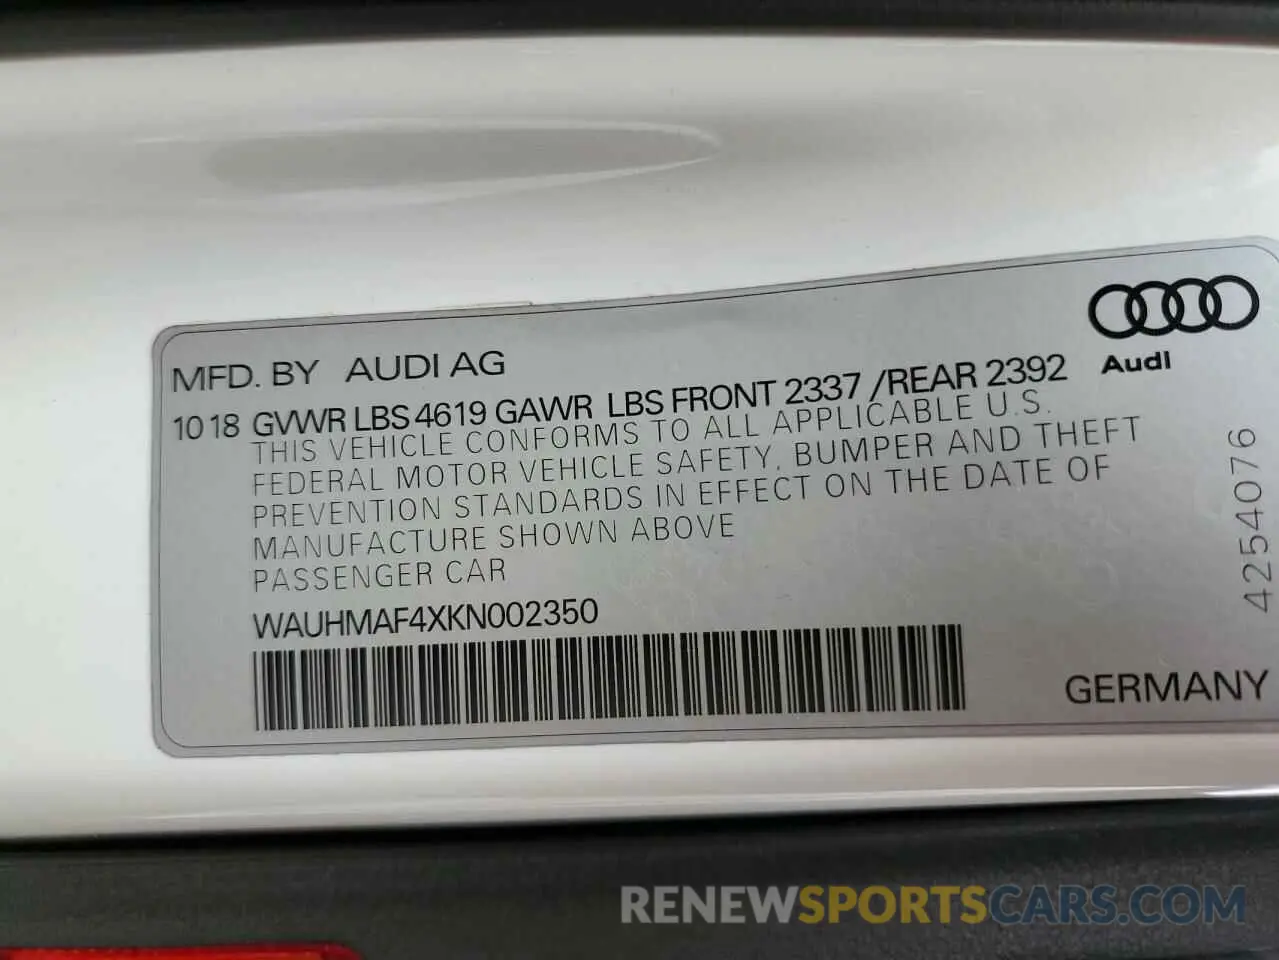 MFD. BY AUDI AG
Audi
10 18 GVWR LBS 4619 GAWR LBS FRONT 2337 /REAR 2392
THIS VEHICLE CONFORMS TO ALL APPLICABLE U.S.
FEDERAL MOTOR VEHICLE SAFETY, BUMPER AND THEFT
PREVENTION STANDARDS IN EFFECT ON THE DATE OF
MANUFACTURE SHOWN ABOVE
PASSENGER CAR
WAUHMAF4XKN002350
GERMANY
4254076
RENEWSPORTSCARS.COM